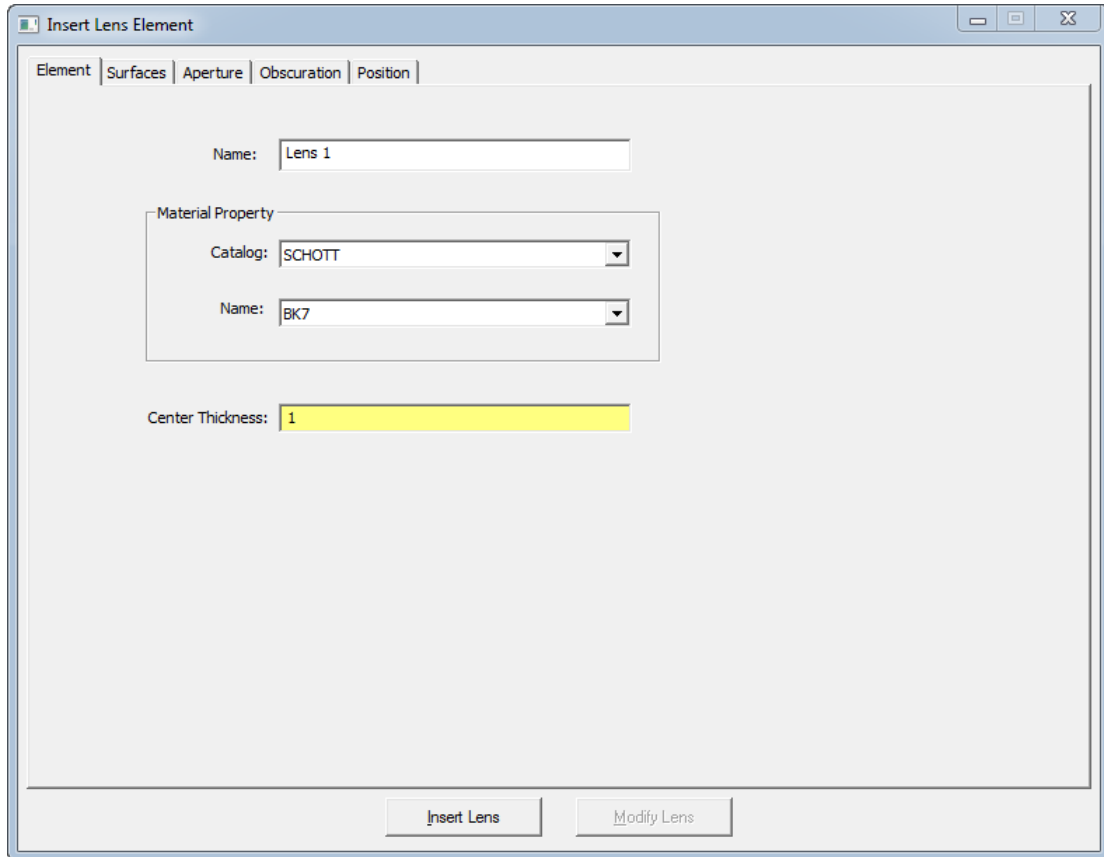 Insert Lens Element
Element Surfaces Aperture Obscuration Position
Name: Lens 1
Material Property
Catalog: SCHOTT
Name: BK7
Center Thickness: 1
Insert Lens Modify Lens